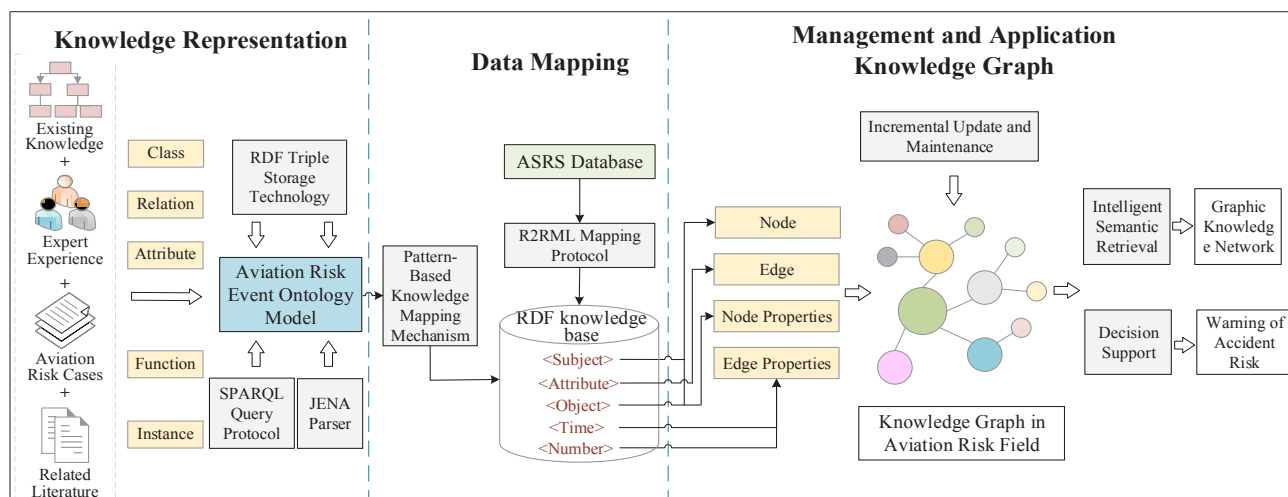 Knowledge Representation
Existing
Knowledge
+
Expert
Experience
+
Aviation
Risk Cases
+
Related
Literature
Class
Relation
Attribute
Function
Instance
RDF Triple
Storage
Technology
Aviation Risk
Event Ontology
Model
SPARQL
Query
Protocol
JENA
Parser
Data Mapping
Pattern-
Based
Knowledge
Mapping
Mechanism
ASRS Database
R2RML Mapping
Protocol
RDF knowledge
base
<Subject>
<Attribute>
<Object>
<Time>
<Number>
Management and Application
Knowledge Graph
Node
Edge
Node Properties
Edge Properties
Incremental Update and
Maintenance
Knowledge Graph in
Aviation Risk Field
Intelligent
Semantic
Retrieval
Graphic
Knowledg
e Network
Decision
Support
Warning of
Accident
Risk